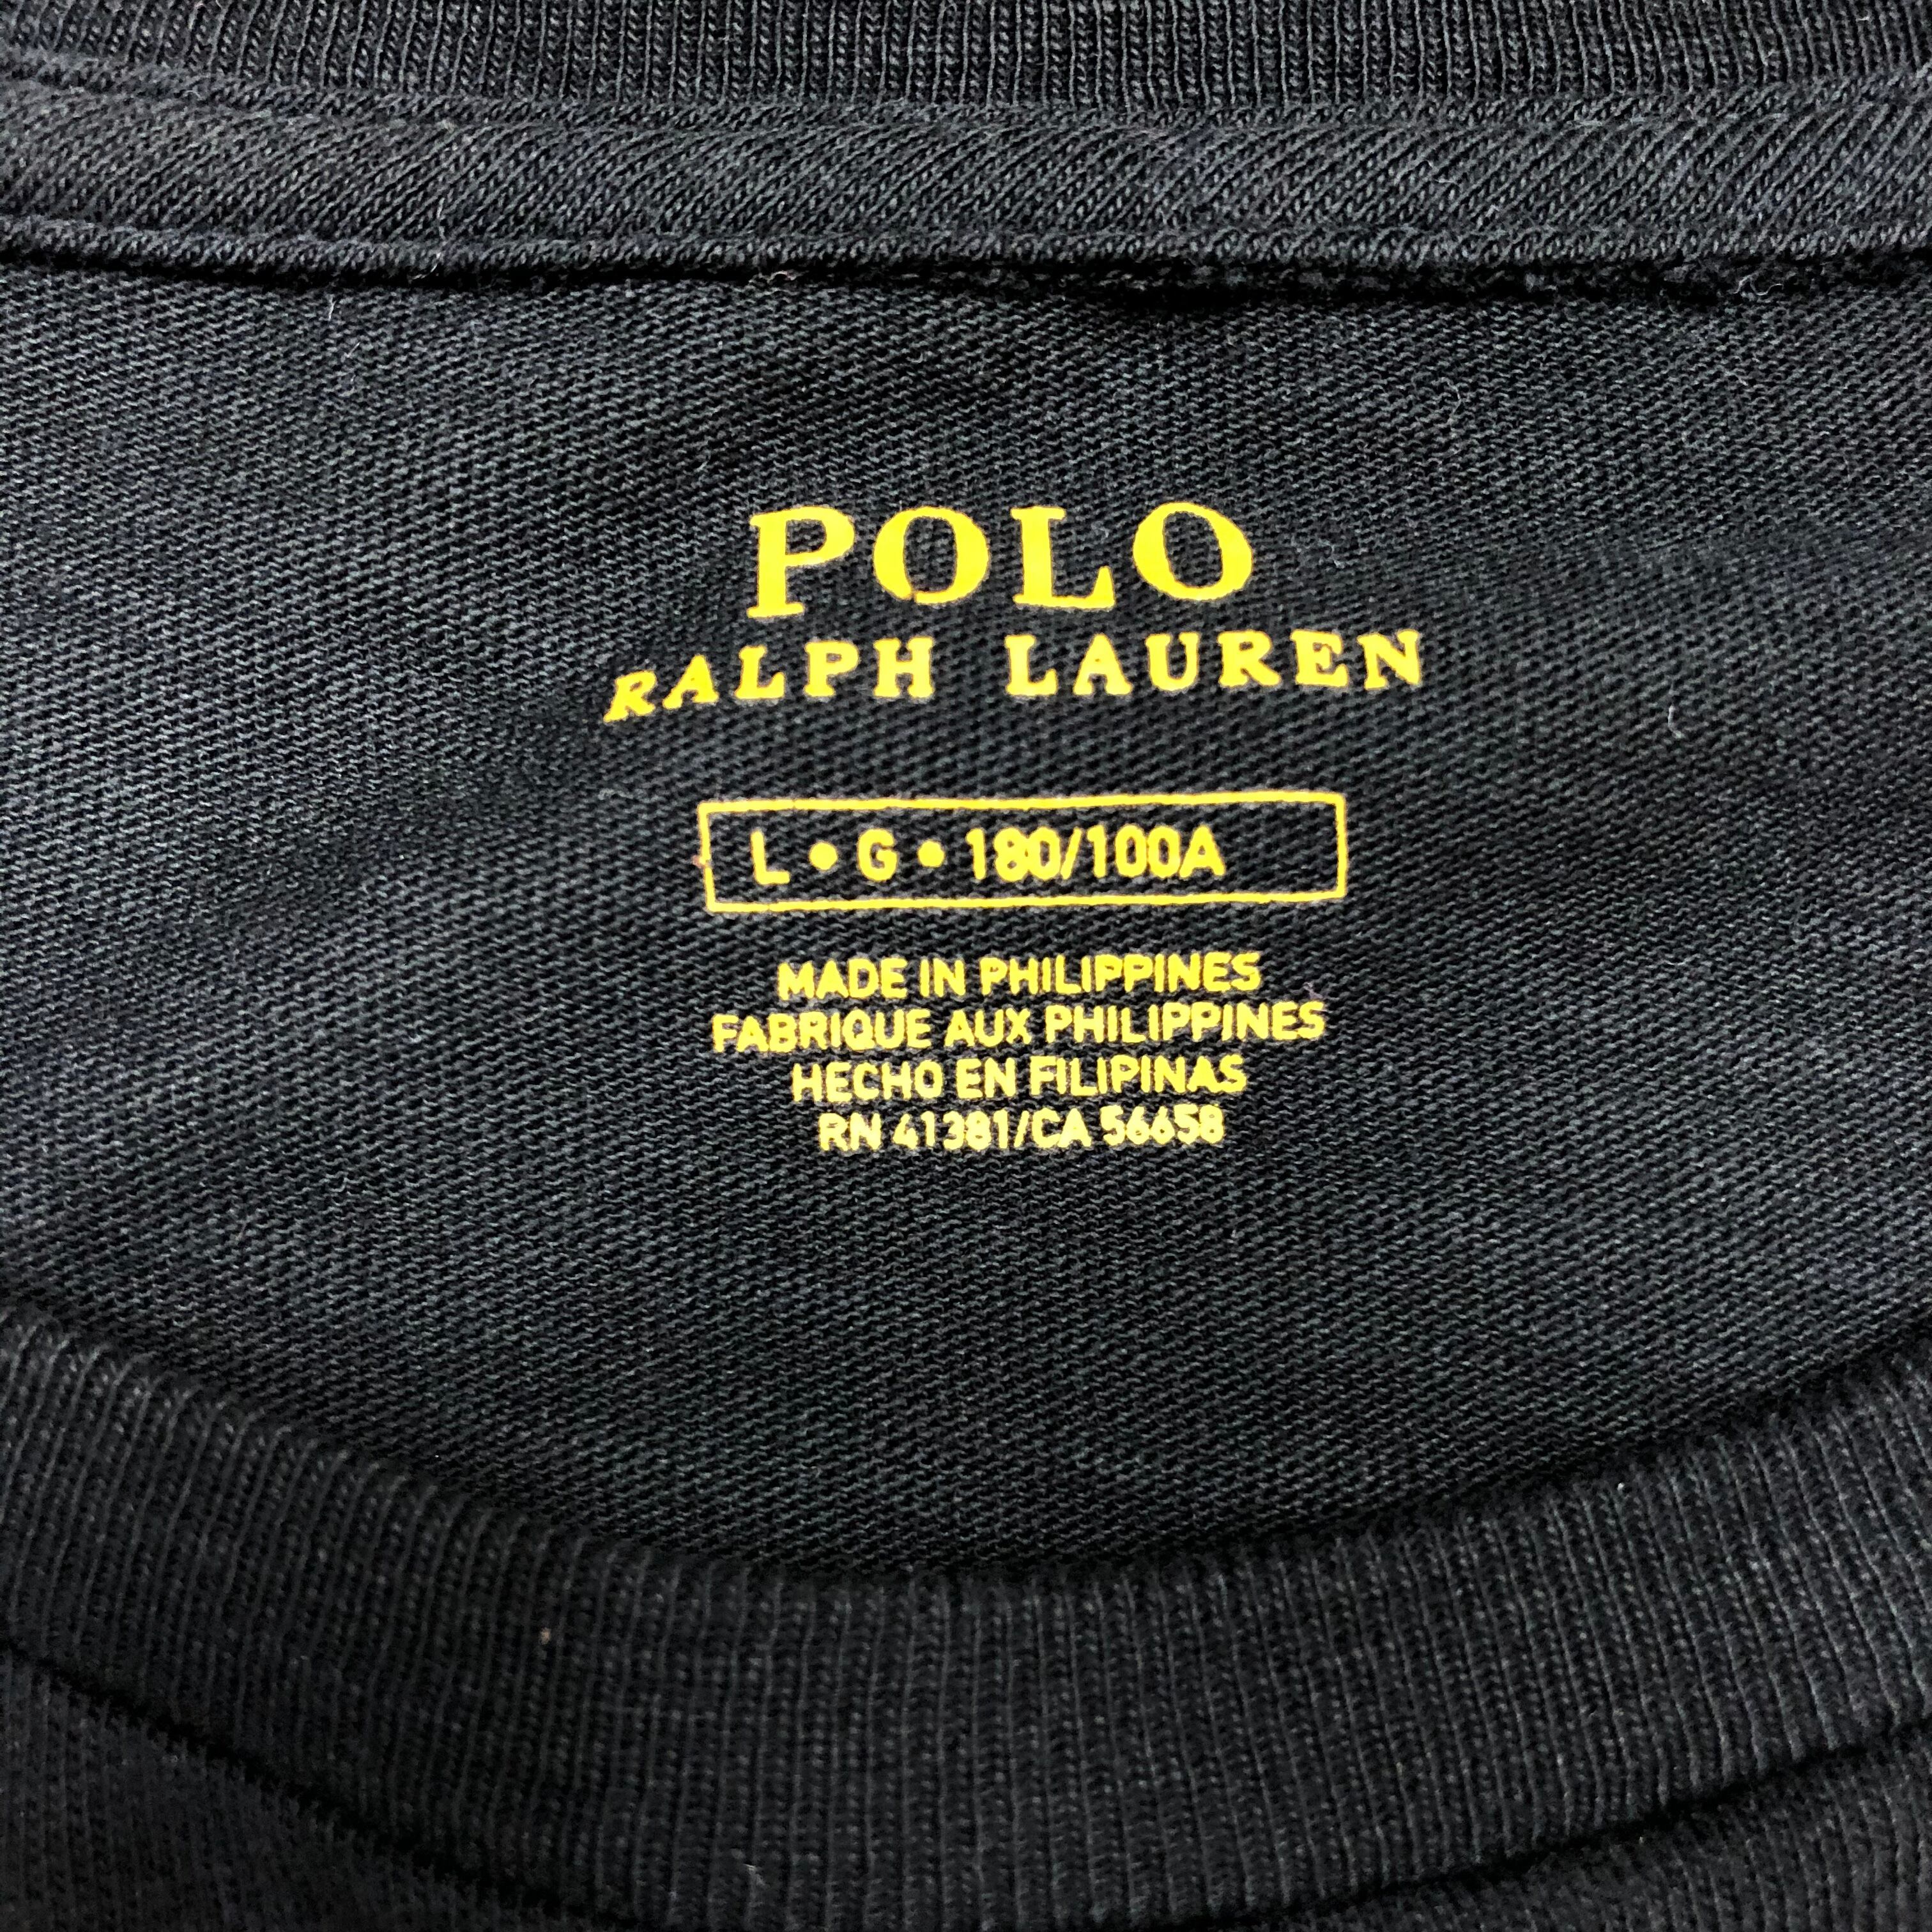 POLO
RALPH LAUREN
L • G • 180/100A
MADE IN PHILIPPINES
FABRIQUE AUX PHILIPPINES
HECHO EN FILIPINAS
RN 41381/CA 56658